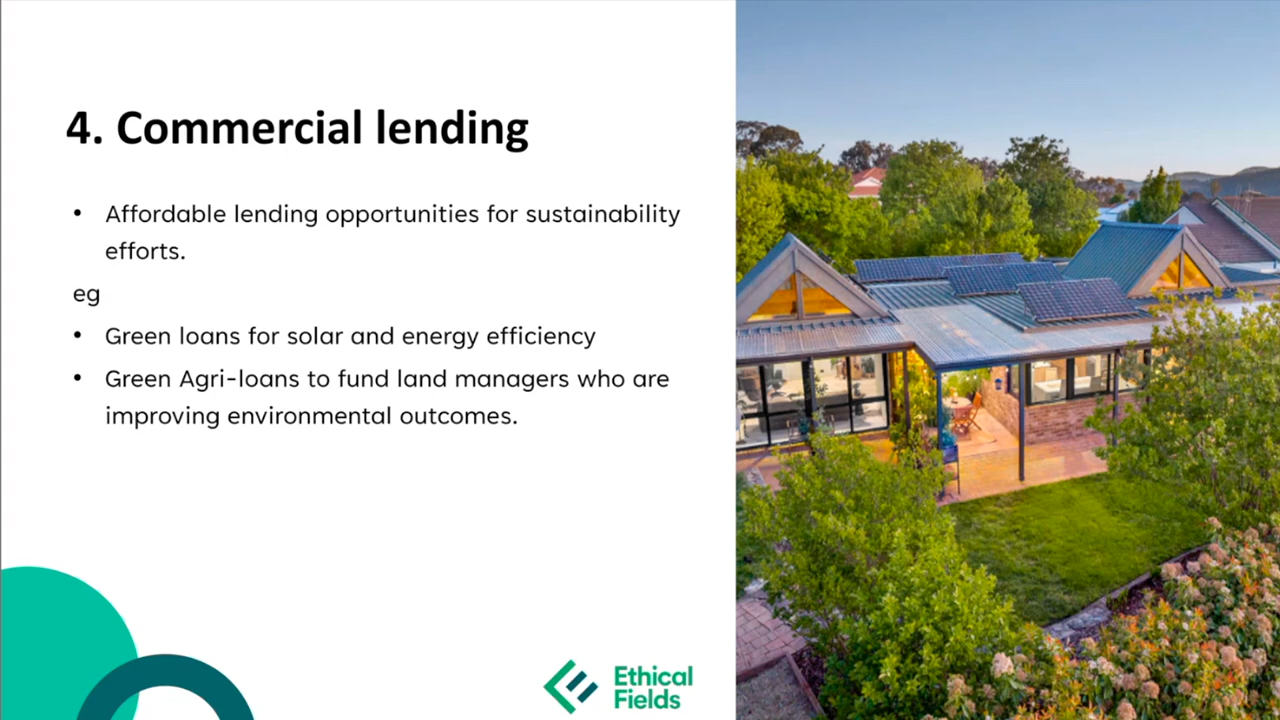 4. Commercial lending
• Affordable lending opportunities for sustainability
efforts.
eg
• Green loans for solar and energy efficiency
• Green Agri-loans to fund land managers who are
improving environmental outcomes.
Ethical
Fields